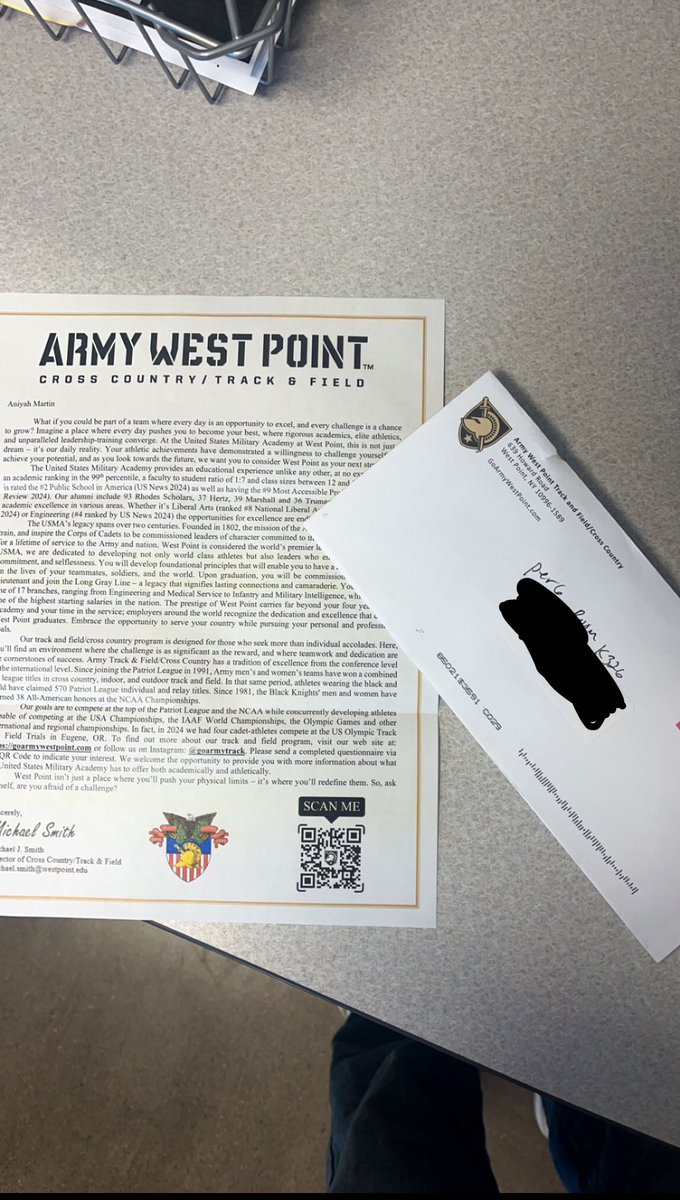 ARMY WEST POINT™
CROSS COUNTRY/TRACK & FIELD
Aniyah Martin
What if you could be part of a team where every day is an opportunity to excel, and every challenge is a chance
to grow? Imagine a place where every day pushes you to become your best, where rigorous academics, elite athletics,
and unparalleled leadership-training converge. At the United States Military Academy at West Point, this is not just
dream – it's our daily reality. Your athletic achievements have demonstrated a willingness to challenge yourself
achieve your potential, and as you look towards the future, we want you to consider West Point as your next
The United States Military Academy provides an educational experience unlike any other, at no
an academic ranking in the 99th percentile, a faculty to student ratio of 1:7 and class sizes between 12 and
is rated the #2 Public School in America (US News 2024) as well as having the #9 Most Accessible
Review 2024). Our alumni include 93 Rhodes Scholars, 37 Hertz, 39 Marshall and 36
academic excellence in various areas. Whether it's Liberal Arts (ranked #8 National Liberal
2024) or Engineering (#4 ranked by US News 2024) the opportunities for excellence are
The USMA's legacy spans over two centuries. Founded in 1802, the mission of the
train, and inspire the Corps of Cadets to be commissioned leaders of character committed to
for a lifetime of service to the Army and nation. West Point is considered the world's premier
USMA, we are dedicated to developing not only world class athletes but also leaders who
commitment, and selflessness. You will develop foundational principles that will enable you to have a
in the lives of your teammates, soldiers, and the world. Upon graduation, you will be
lieutenant and join the Long Gray Line – a legacy that signifies lasting connections and camaraderie.
of 17 branches, ranging from Engineering and Medical Service to Infantry and Military Intelligence,
of the highest starting salaries in the nation. The prestige of West Point carries far beyond your four
academy and your time in the service; employers around the world recognize the dedication and excellence that
West Point graduates. Embrace the opportunity to serve your country while pursuing your personal and
Our track and field/cross country program is designed for those who seek more than individual accolades. Here,
find an environment where the challenge is as significant as the reward, and where teamwork and dedication are
cornerstones of success. Army Track & Field/Cross Country has a tradition of excellence from the conference level
the international level. Since joining the Patriot League in 1991, Army men's and women's teams have won a combined
league titles in cross country, indoor, and outdoor track and field. In that same period, athletes wearing the black and
have claimed 570 Patriot League individual and relay titles. Since 1981, the Black Knights' men and women have
38 All-American honors at the NCAA Championships.
Our goals are to compete at the top of the Patriot League and the NCAA while concurrently developing athletes
of competing at the USA Championships, the IAAF World Championships, the Olympic Games and other
and regional championships. In fact, in 2024 we had four cadet-athletes compete at the US Olympic Track
Field Trials in Eugene, OR. To find out more about our track and field program, visit our web site at:
://goarmywestpoint.com or follow us on Instagram: @goarmytrack. Please send a completed questionnaire via
QR Code to indicate your interest. We welcome the opportunity to provide you with more information about what
United States Military Academy has to offer both academically and athletically.
West Point isn't just a place where you'll push your physical limits – it's where you'll redefine them. So, ask
self, are you afraid of a challenge?
Michael Smith
Michael J. Smith
Director of Cross Country/Track & Field
michael.smith@westpoint.edu
SCAN ME
Army West Point Track and Field/Cross Country
639 Howard Road
West Point, NY 10996-1589
GoArmyWestPoint.com
per6
K326